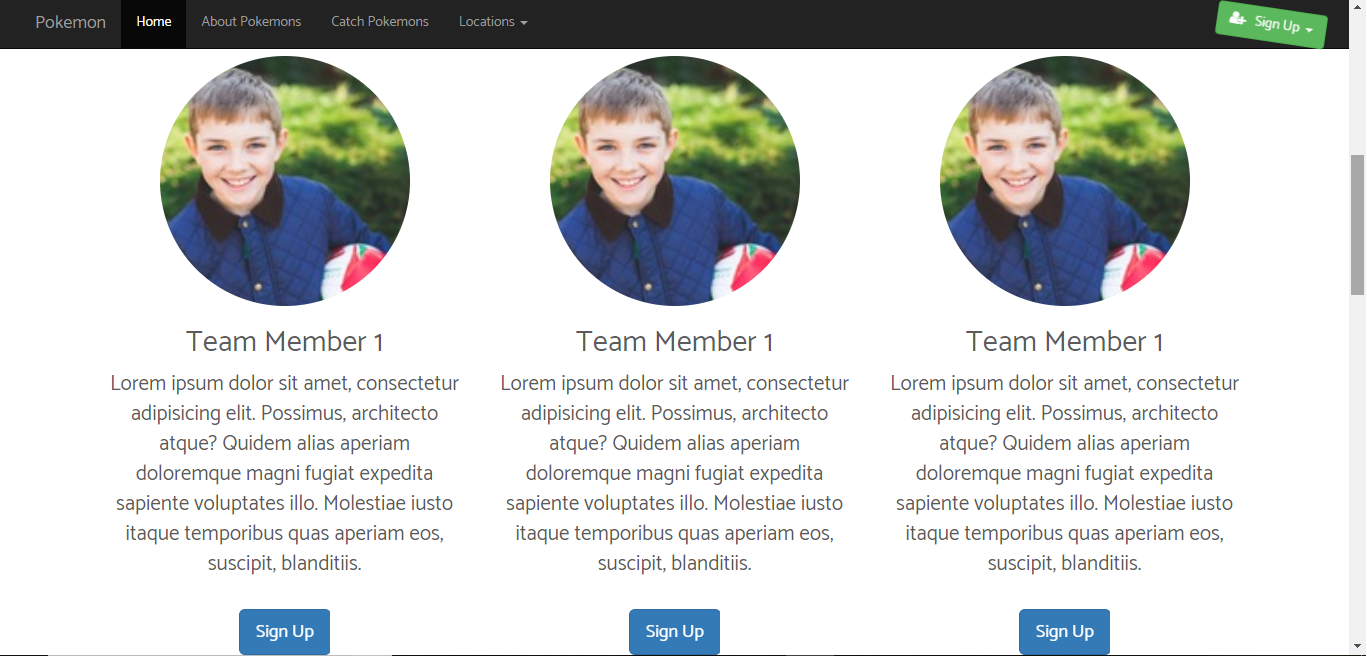 Pokemon Home About Pokemons Catch Pokemons Locations Sign Up
Team Member 1
Lorem ipsum dolor sit amet, consectetur
adipisicing elit. Possimus, architecto
atque? Quidem alias aperiam
doloremque magni fugiat expedita
sapiente voluptates illo. Molestiae iusto
itaque temporibus quas aperiam eos,
suscipit, blanditiis.
Sign Up
Team Member 1
Lorem ipsum dolor sit amet, consectetur
adipisicing elit. Possimus, architecto
atque? Quidem alias aperiam
doloremque magni fugiat expedita
sapiente voluptates illo. Molestiae iusto
itaque temporibus quas aperiam eos,
suscipit, blanditiis.
Sign Up
Team Member 1
Lorem ipsum dolor sit amet, consectetur
adipisicing elit. Possimus, architecto
atque? Quidem alias aperiam
doloremque magni fugiat expedita
sapiente voluptates illo. Molestiae iusto
itaque temporibus quas aperiam eos,
suscipit, blanditiis.
Sign Up